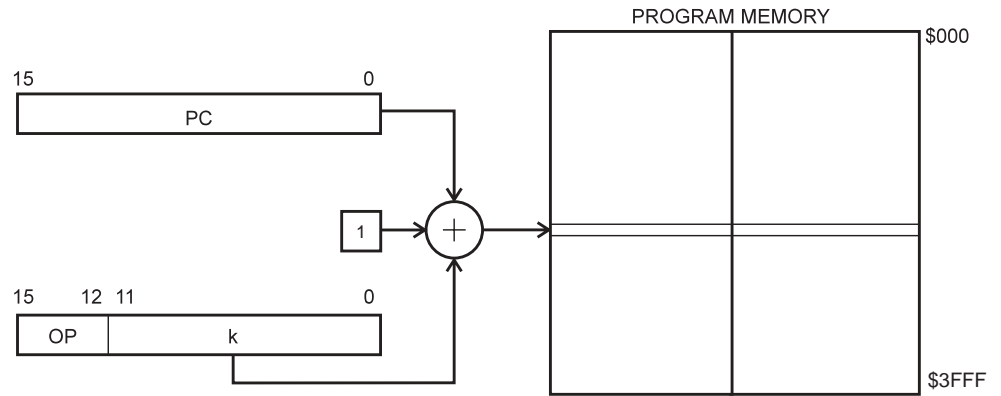 PROGRAM MEMORY
$000
15 0
PC
1
15 12 11 0
OP k
$3FFF